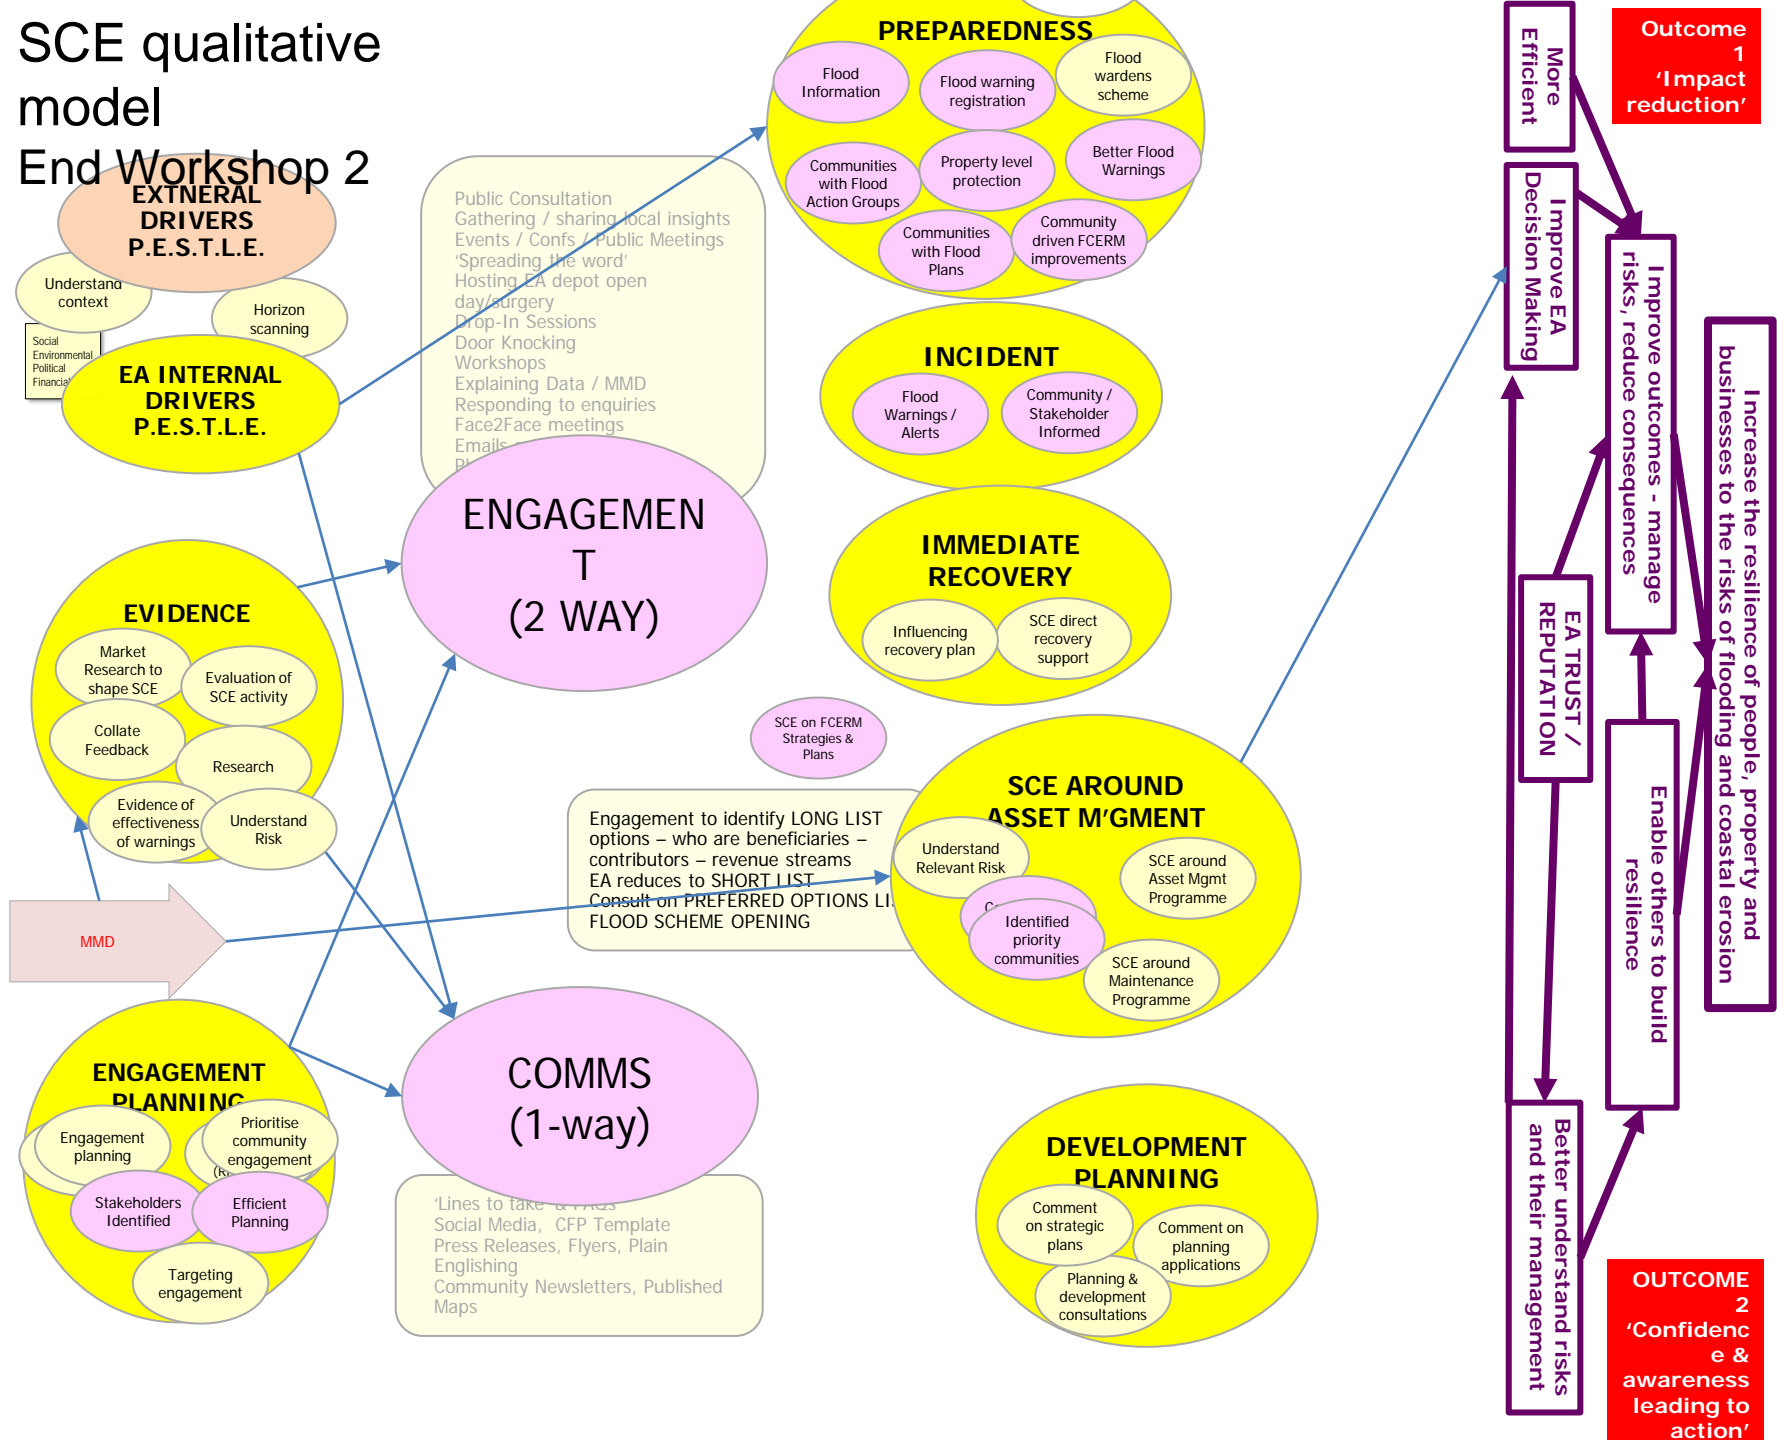 SCE qualitative
model
End Workshop 2
EXTNERAL
DRIVERS
P.E.S.T.L.E.
Understand
context
Horizon
scanning
Social
Environmental
Political
Financial
EA INTERNAL
DRIVERS
P.E.S.T.L.E.
EVIDENCE
Market
Research to
shape SCE
Evaluation of
SCE activity
Collate
Feedback
Research
Evidence of
effectiveness
of warnings
Understand
Risk
MMD
ENGAGEMENT
PLANNING
Engagement
planning
Prioritise
community
engagement
Stakeholders
Identified
Efficient
Planning
Targeting
engagement
Public Consultation
Gathering / sharing local insights
Events / Confs / Public Meetings
‘Spreading the word’
Hosting EA depot open
day/surgery
Drop-In Sessions
Door Knocking
Workshops
Explaining Data / MMD
Responding to enquiries
Face2Face meetings
Emails
ENGAGEMEN
T
(2 WAY)
COMMS
(1-way)
‘Lines to take’ & FAQs
Social Media,  CFP Template
Press Releases, Flyers, Plain
Englishing
Community Newsletters, Published
Maps
PREPAREDNESS
Flood
Information
Flood warning
registration
Flood
wardens
scheme
Communities
with Flood
Action Groups
Property level
protection
Better Flood
Warnings
Communities
with Flood
Plans
Community
driven FCERM
improvements
INCIDENT
Flood
Warnings /
Alerts
Community /
Stakeholder
Informed
IMMEDIATE
RECOVERY
Influencing
recovery plan
SCE direct
recovery
support
SCE on FCERM
Strategies &
Plans
Engagement to identify LONG LIST
options – who are beneficiaries –
contributors – revenue streams
EA reduces to SHORT LIST
Consult on PREFERRED OPTIONS
FLOOD SCHEME OPENING
SCE AROUND
ASSET M’GMENT
Understand
Relevant Risk
SCE around
Asset Mgmt
Programme
Identified
priority
communities
SCE around
Maintenance
Programme
DEVELOPMENT
PLANNING
Comment
on strategic
plans
Comment on
planning
applications
Planning &
development
consultations
More
Efficient
Improve EA
Decision Making
EA TRUST /
REPUTATION
Better understand risks
and their management
Improve outcomes - manage
risks, reduce consequences
Enable others to build
resilience
Increase the resilience of people, property and
businesses to the risks of flooding and coastal erosion
Outcome
1
‘Impact
reduction’
OUTCOME
2
‘Confidenc
e &
awareness
leading to
action’